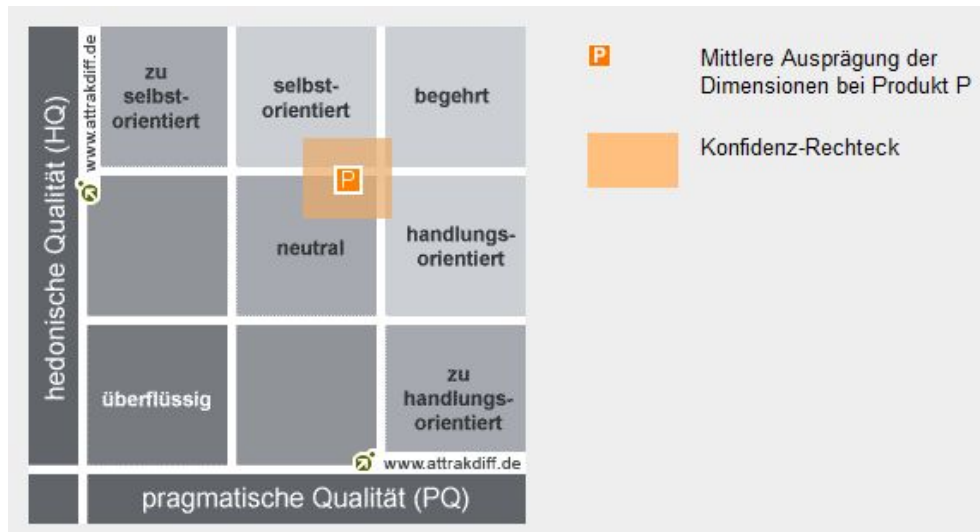 hedonische Qualität (HQ)
www.attrakdiff.de
zu
selbst-
orientiert
selbst-
orientiert
begehrt
P
neutral
handlungs-
orientiert
überflüssig
zu
handlungs-
orientiert
www.attrakdiff.de
pragmatische Qualität (PQ)
P
Mittlere Ausprägung der
Dimensionen bei Produkt P
Konfidenz-Rechteck